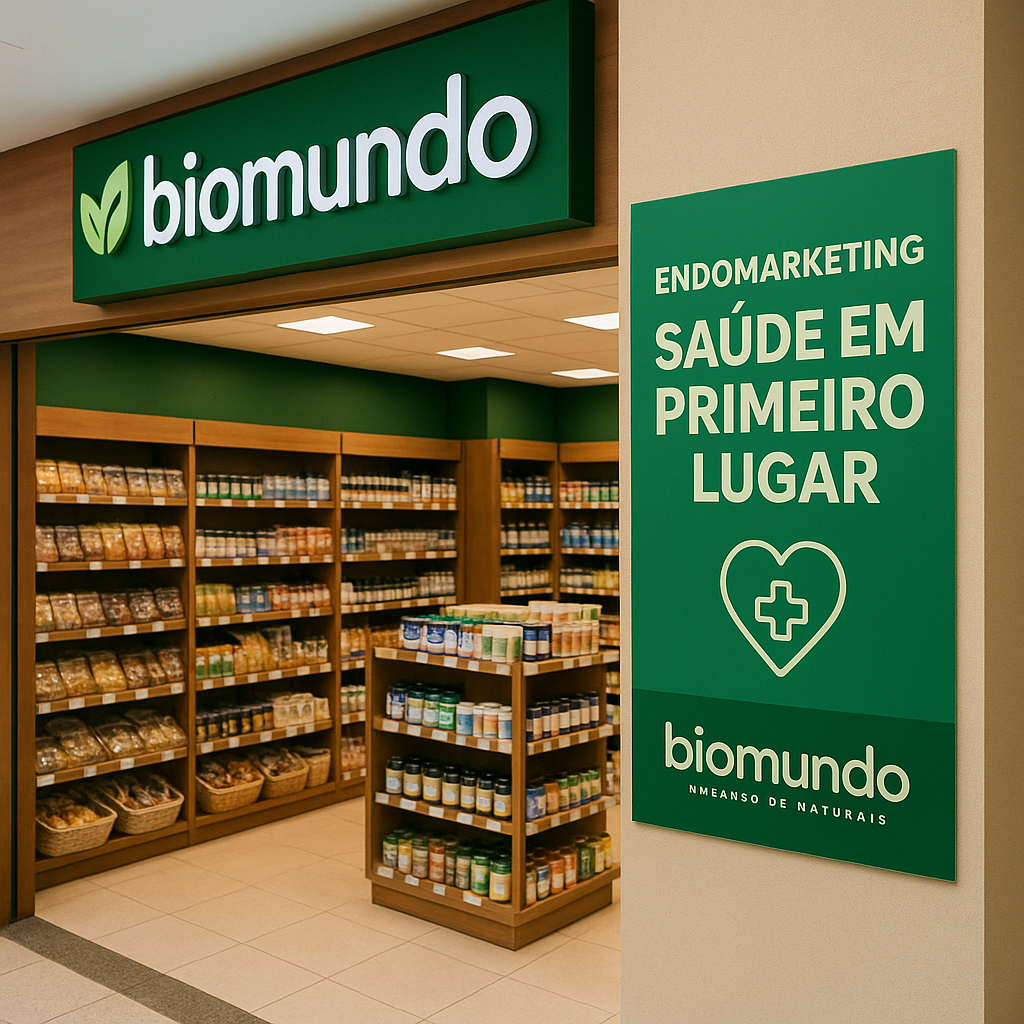 biomundo
ENDOMARKETING
SAÚDE EM
PRIMEIRO
LUGAR
biomundo
NMEANSO DE NATURAIS